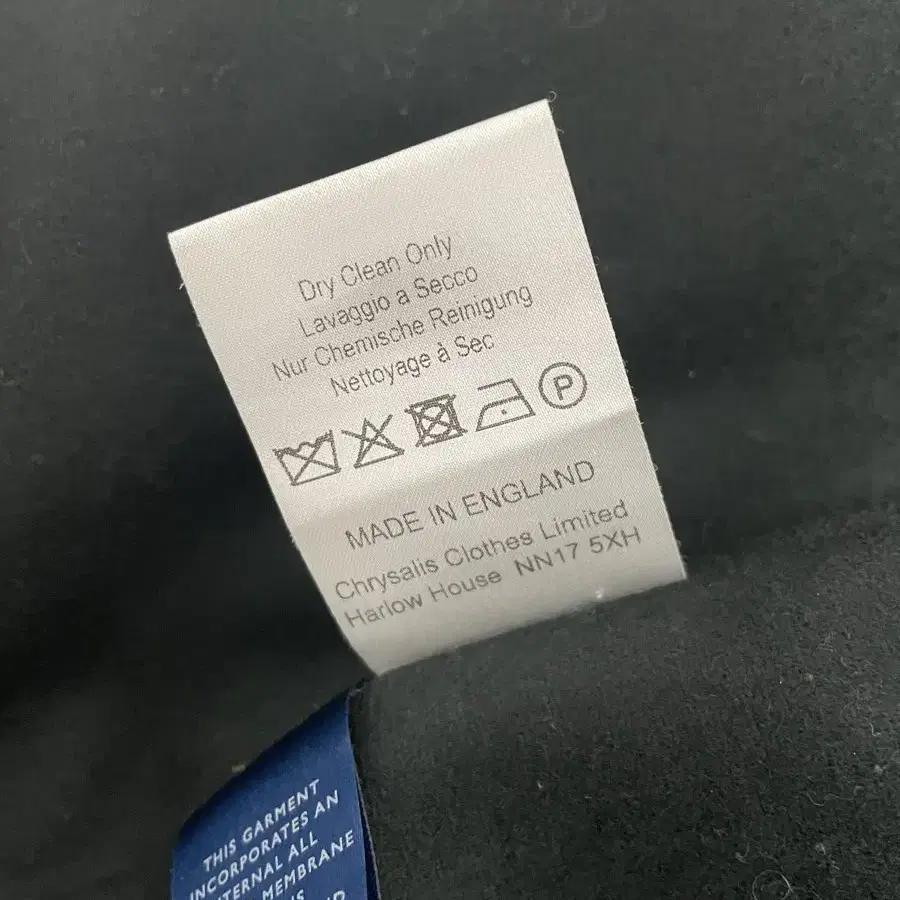 Dry Clean Only
Lavaggio a Secco
Nur Chemische Reinigung
Nettoyage à Sec
P
MADE IN ENGLAND
Chrysalis Clothes Limited
Harlow House NN17 5XH
THIS GARMENT
INCORPORATES AN
ALL
MEMBRANE